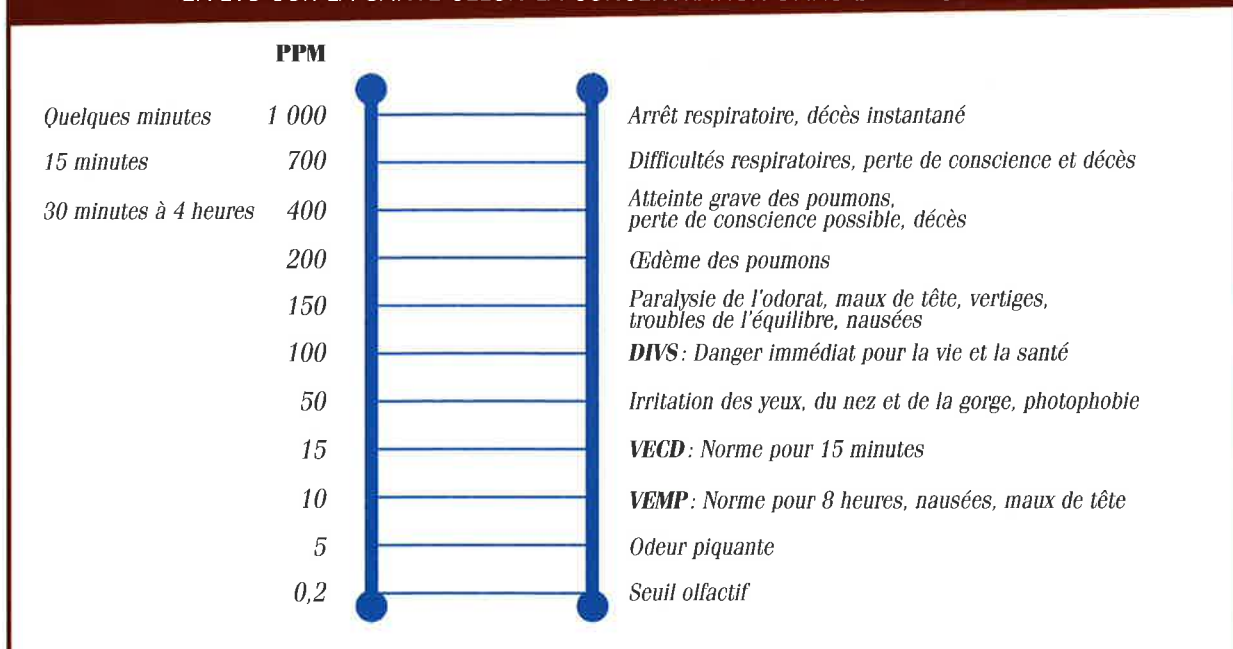 PPM
Quelques minutes 1 000 Arrêt respiratoire, décès instantané
15 minutes 700 Difficultés respiratoires, perte de conscience et décès
30 minutes à 4 heures 400 Atteinte grave des poumons,
perte de conscience possible, décès
200 Œdème des poumons
150 Paralysie de l'odorat, maux de tête, vertiges,
troubles de l'équilibre, nausées
100 DIVS : Danger immédiat pour la vie et la santé
50 Irritation des yeux, du nez et de la gorge, photophobie
15 VECD : Norme pour 15 minutes
10 VEMP : Norme pour 8 heures, nausées, maux de tête
5 Odeur piquante
0,2 Seuil olfactif